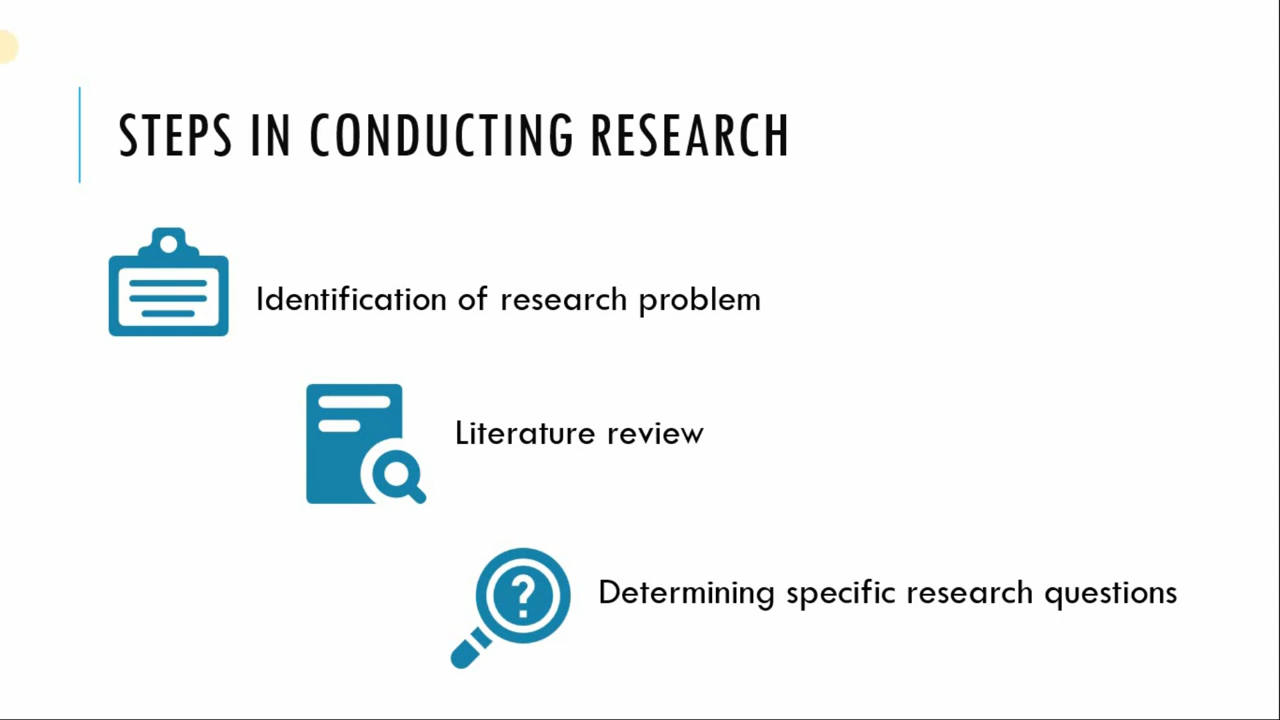 STEPS IN CONDUCTING RESEARCH
Identification of research problem
Literature review
?
Determining specific research questions